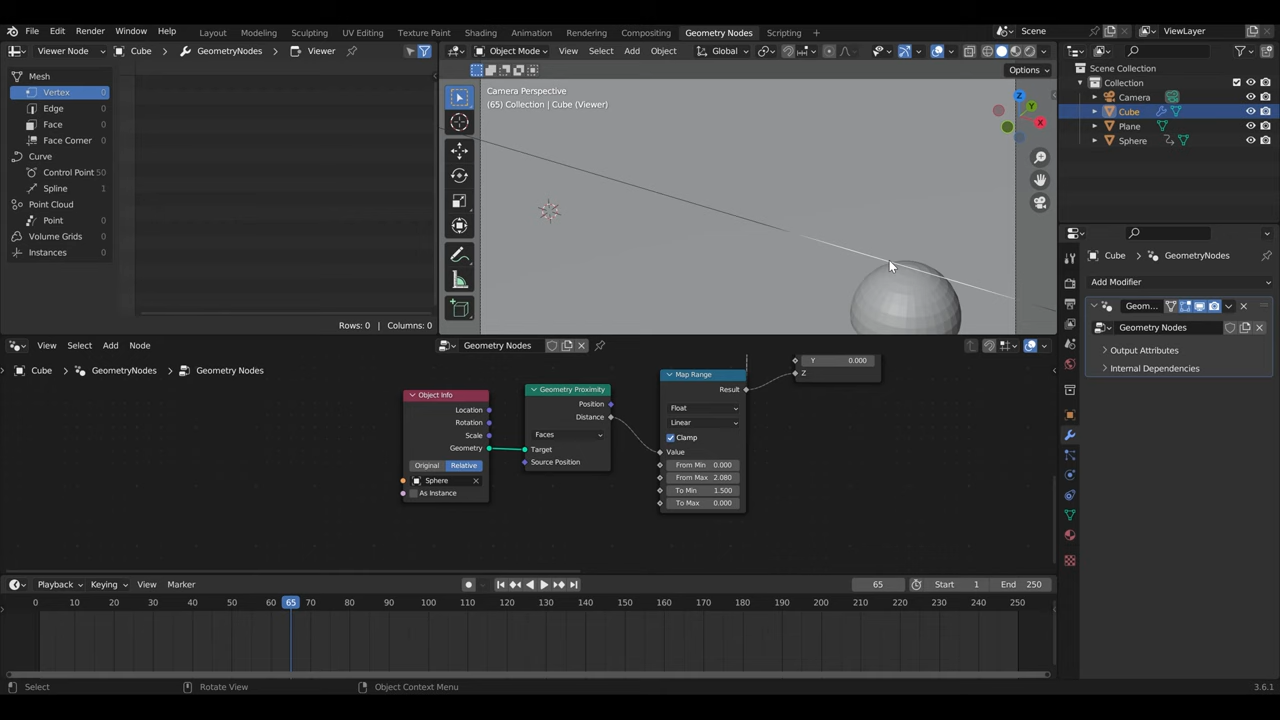 File Edit Render Window Help Layout Modeling Sculpting UV Editing Texture Paint Shading Animation Rendering Compositing Geometry Nodes Scripting Scene ViewLayer
Viewer Node Cube GeometryNodes Viewer
Object Mode View Select Add Object Global
Options
Mesh
Vertex 0
Edge 0
Face 0
Face Corner 0
Curve
Control Point 50
Spline 1
Point Cloud
Point 0
Volume Grids 0
Instances 0
Rows: 0 | Columns: 0
Camera Perspective
(65) Collection | Cube (Viewer)
Z
Y
X
Scene Collection
Collection
Camera
Cube
Plane
Sphere
Cube GeometryNodes
Add Modifier
Geom...
Geometry Nodes
Output Attributes
Internal Dependencies
View Select Add Node Geometry Nodes
Cube GeometryNodes Geometry Nodes
Object Info
Location
Rotation
Scale
Geometry
Original Relative
Sphere
As Instance
Geometry Proximity
Position
Distance
Faces
Target
Source Position
Map Range
Result
Float
Linear
Clamp
Value
From Min 0.000
From Max 2.080
To Min 1.500
To Max 0.000
Y 0.000
Z
Playback Keying View Marker 65 Start 1 End 250
0 10 20 30 40 50 60 65 70 80 90 100 110 120 130 140 150 160 170 180 190 200 210 220 230 240 250
Select Rotate View Object Context Menu 3.6.1